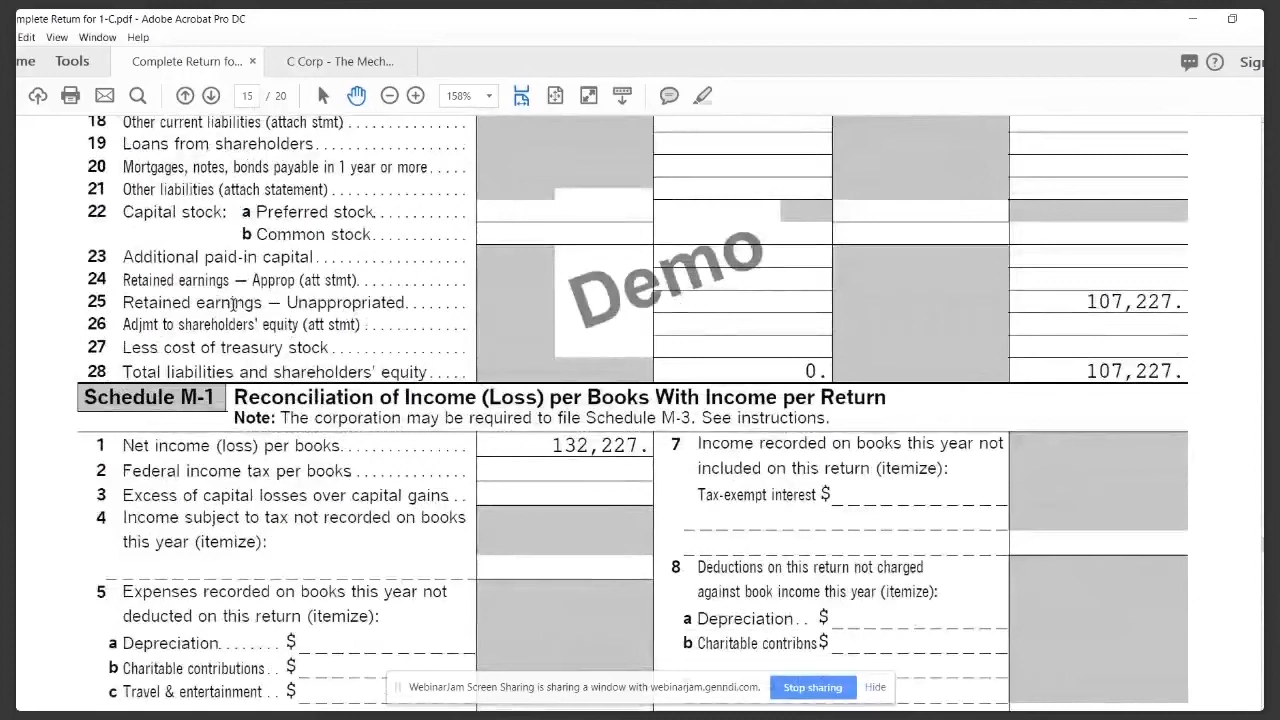 mplete Return for 1-C.pdf - Adobe Acrobat Pro DC
Edit View Window Help
me Tools Complete Return fo... × C Corp - The Mech... Sig
15 / 20 158%
18 Other current liabilities (attach stmt)
19 Loans from shareholders
20 Mortgages, notes, bonds payable in 1 year or more
21 Other liabilities (attach statement)
22 Capital stock: a Preferred stock
b Common stock
23 Additional paid-in capital
24 Retained earnings — Approp (att stmt)
25 Retained earnings — Unappropriated 107,227.
26 Adjmt to shareholders' equity (att stmt)
27 Less cost of treasury stock
28 Total liabilities and shareholders' equity 0. 107,227.
Demo
Schedule M-1 Reconciliation of Income (Loss) per Books With Income per Return
Note: The corporation may be required to file Schedule M-3. See instructions.
1 Net income (loss) per books 132,227.
2 Federal income tax per books
3 Excess of capital losses over capital gains
4 Income subject to tax not recorded on books
this year (itemize):
5 Expenses recorded on books this year not
deducted on this return (itemize):
a Depreciation $
b Charitable contributions $
c Travel & entertainment $
7 Income recorded on books this year not
included on this return (itemize):
Tax-exempt interest $
8 Deductions on this return not charged
against book income this year (itemize):
a Depreciation $
b Charitable contribns $
WebinarJam Screen Sharing is sharing a window with webinarjam.genndi.com. Stop sharing Hide